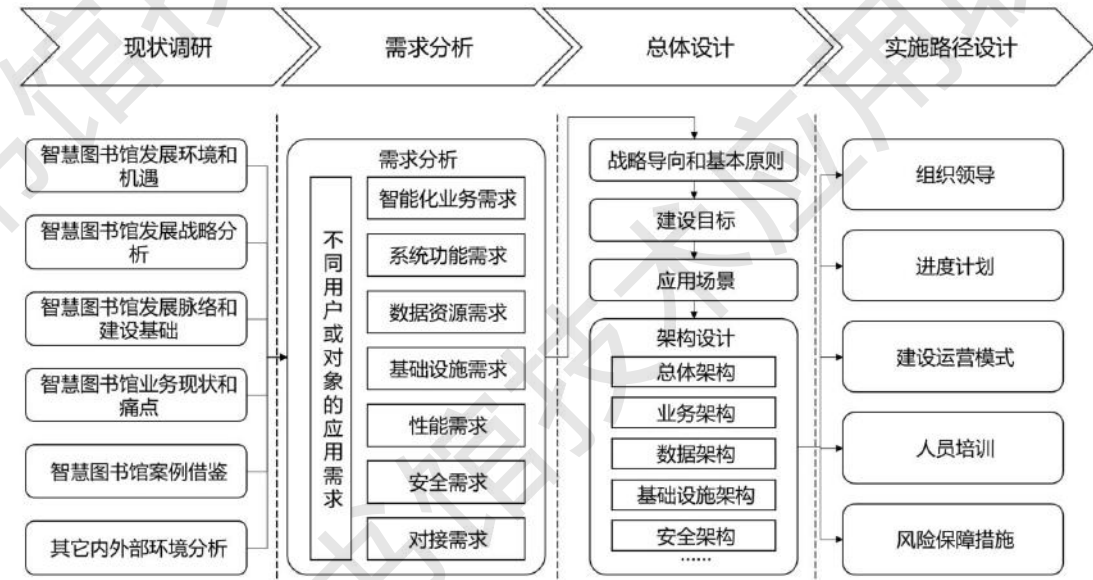 现状调研
需求分析
总体设计
实施路径设计
智慧图书馆发展环境和
机遇
智慧图书馆发展战略分
析
智慧图书馆发展脉络和
建设基础
智慧图书馆业务现状和
痛点
智慧图书馆案例借鉴
其它内外部环境分析
需求分析
不同用户或对象的应用需求
智能化业务需求
系统功能需求
数据资源需求
基础设施需求
性能需求
安全需求
对接需求
战略导向和基本原则
建设目标
应用场景
架构设计
总体架构
业务架构
数据架构
基础设施架构
安全架构
……
组织领导
进度计划
建设运营模式
人员培训
风险保障措施